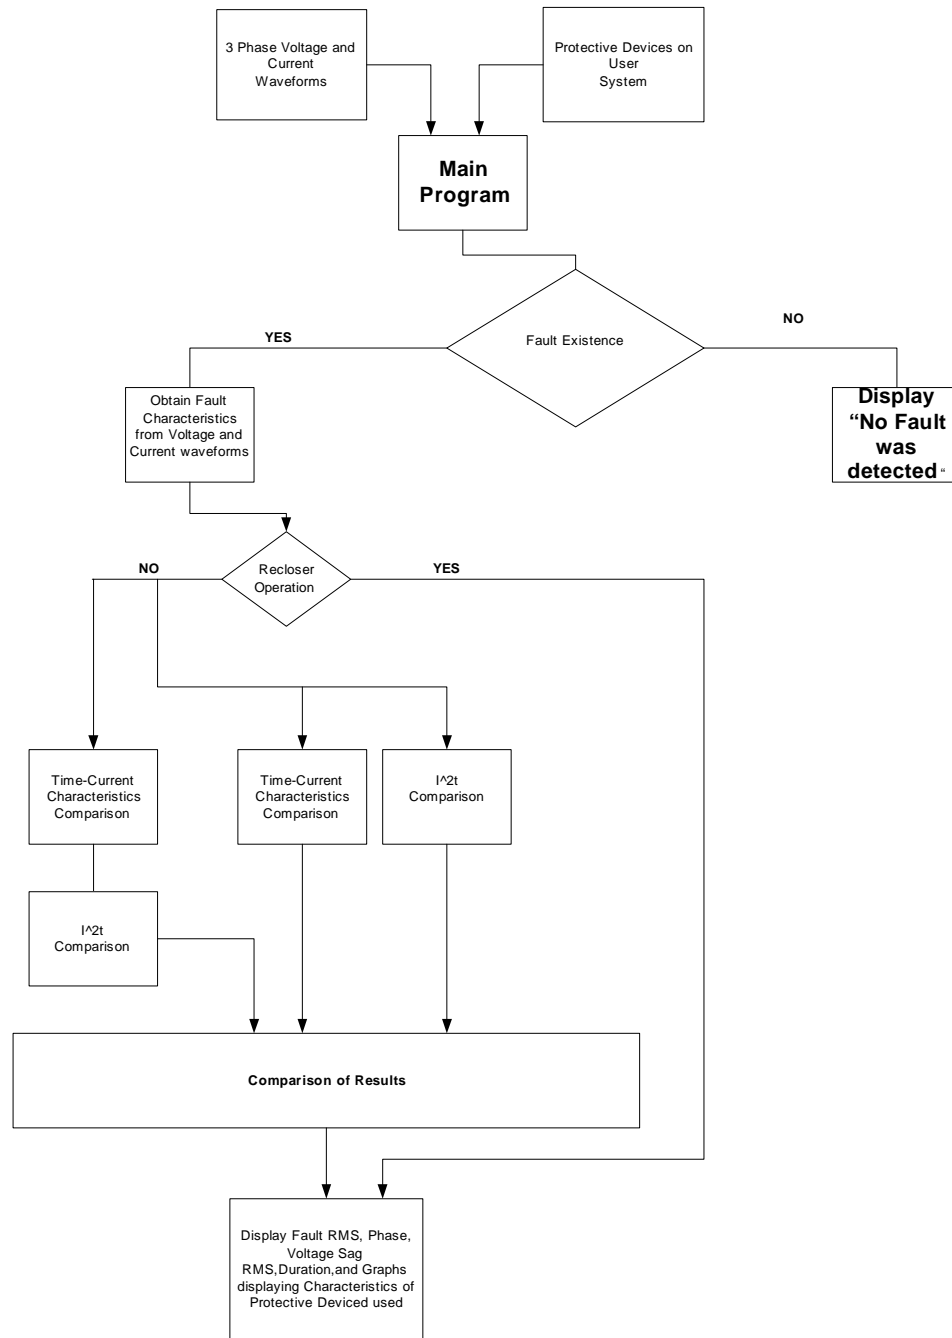 3 Phase Voltage and
Current
Waveforms
Protective Devices on
User
System
Main
Program
Fault Existence
YES
NO
Obtain Fault
Characteristics
from Voltage and
Current waveforms
Display
“No Fault
was
detected “
Recloser
Operation
NO
YES
Time-Current
Characteristics
Comparison
Time-Current
Characteristics
Comparison
I^2t
Comparison
I^2t
Comparison
Comparison of Results
Display Fault RMS, Phase,
Voltage Sag
RMS,Duration,and Graphs
displaying Characteristics of
Protective Deviced used